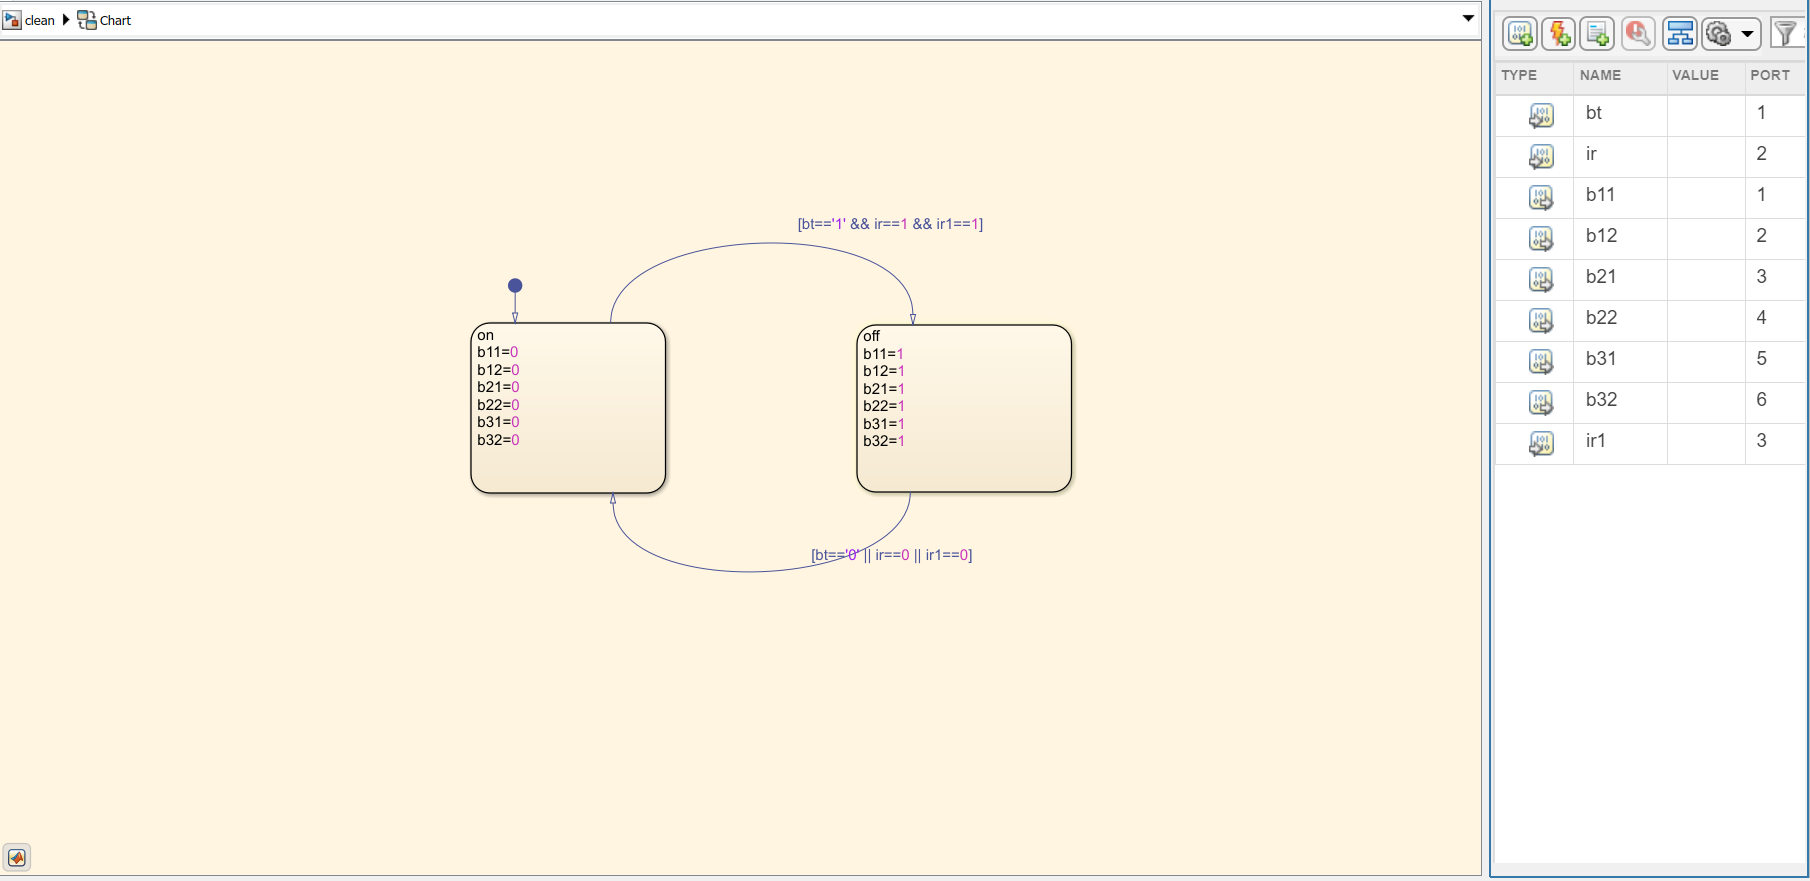 clean Chart
[bt=='1' && ir==1 && ir1==1]
on
b11=0
b12=0
b21=0
b22=0
b31=0
b32=0
off
b11=1
b12=1
b21=1
b22=1
b31=1
b32=1
[bt=='0' || ir==0 || ir1==0]
TYPE NAME VALUE PORT
bt 1
ir 2
b11 1
b12 2
b21 3
b22 4
b31 5
b32 6
ir1 3